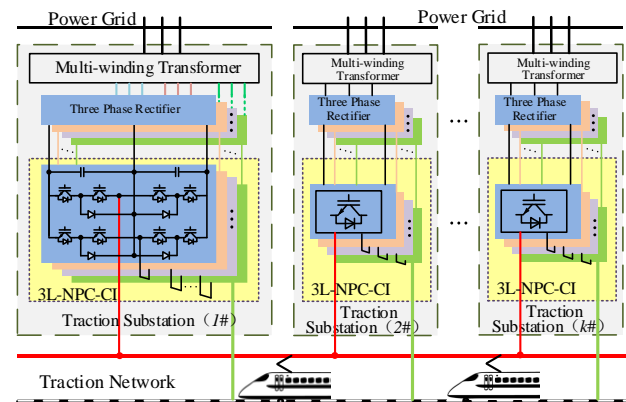 Power Grid
Power Grid
Multi-winding Transformer
Multi-winding
Transformer
Multi-winding
Transformer
Three Phase Rectifier
Three Phase
Rectifier
Three Phase
Rectifier
...
...
3L-NPC-CI
3L-NPC-CI
3L-NPC-CI
Traction Substation（1#）
Traction
Substation（2#）
Traction
Substation（k#）
Traction Network